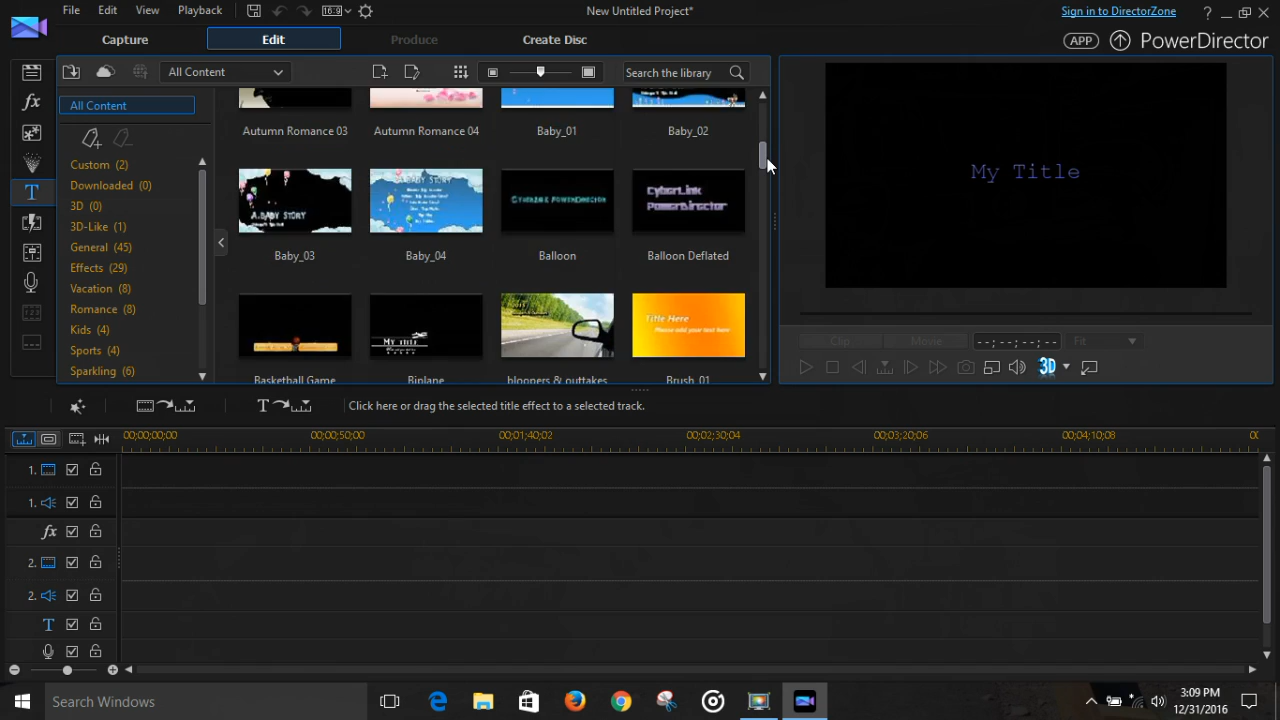 File Edit View Playback 16:9 New Untitled Project* Sign in to DirectorZone ?
Capture Edit Produce Create Disc APP PowerDirector
All Content Search the library
All Content
Custom (2)
Downloaded (0)
3D (0)
3D-Like (1)
General (45)
Effects (29)
Vacation (8)
Romance (8)
Kids (4)
Sports (4)
Sparkling (6)
fx
T
Autumn Romance 03 Autumn Romance 04 Baby_01 Baby_02
A BABY STORY
A BABY STORY
CYBERLINK POWERDIRECTOR
CyberLink
PowerDirector
Baby_03 Baby_04 Balloon Balloon Deflated
MY TITLE
Title Here
Please add your text here
Basketball Game Biplane bloopers & outtakes Brush_01
My Title
Clip Movie --;--;--;-- Fit
3D
T Click here or drag the selected title effect to a selected track.
00;00;00;00 00;00;50;00 00;01;40;02 00;02;30;04 00;03;20;06 00;04;10;08
1.
1.
fx
2.
2.
T
Search Windows
3:09 PM
12/31/2016